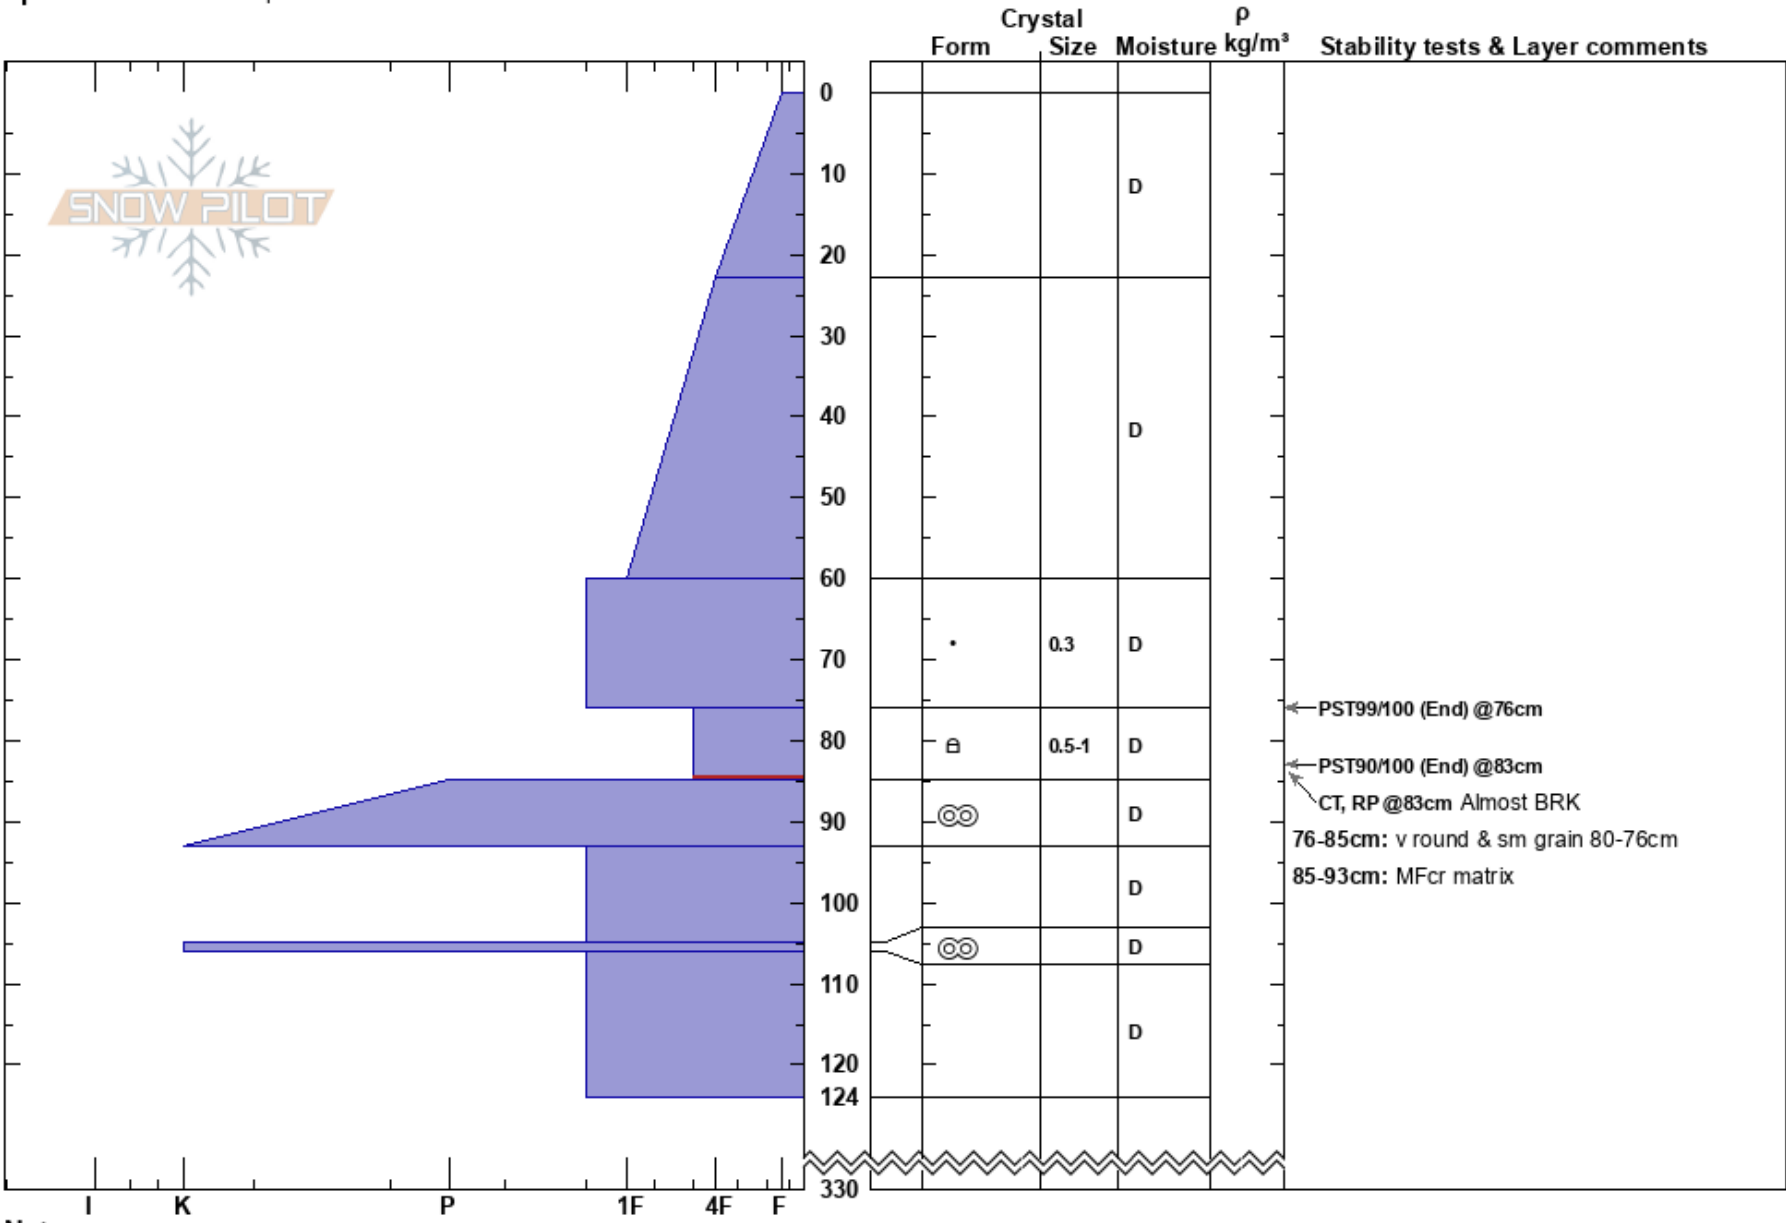 Crystal ρ
Form Size Moisture kg/m³ Stability tests & Layer comments
SNOW PILOT
0
10 D
20
30
40 D
50
60
• 0.3 D
70
PST99/100 (End) @76cm
80 0.5-1 D
PST90/100 (End) @83cm
CT, RP @83cm Almost BRK
90 D
76-85cm: v round & sm grain 80-76cm
85-93cm: MFcr matrix
100 D
D
110
D
120
124
330
I K P 1F 4F F